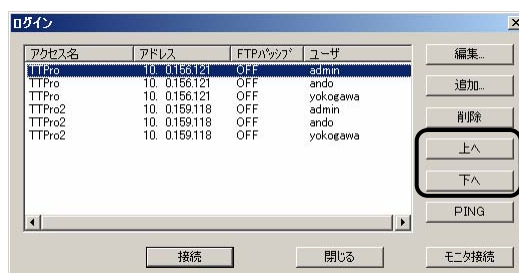 ログイン
アクセス名 アドレス FTPパッシブ ユーザ
TTPro 10. 0.156.121 OFF admin
TTPro 10. 0.156.121 OFF ando
TTPro 10. 0.156.121 OFF yokogawa
TTPro2 10. 0.159.118 OFF admin
TTPro2 10. 0.159.118 OFF ando
TTPro2 10. 0.159.118 OFF yokogawa
編集...
追加...
削除
上へ
下へ
PING
接続 閉じる モニタ接続